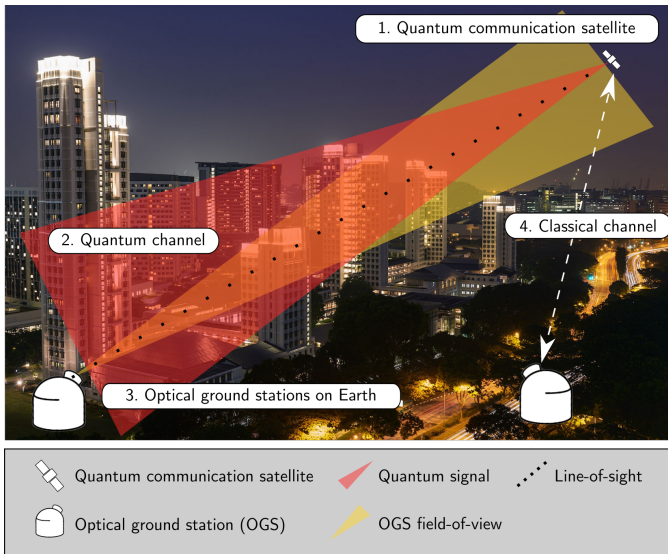 1. Quantum communication satellite
2. Quantum channel
4. Classical channel
3. Optical ground stations on Earth
Quantum communication satellite
Quantum signal
Line-of-sight
Optical ground station (OGS)
OGS field-of-view